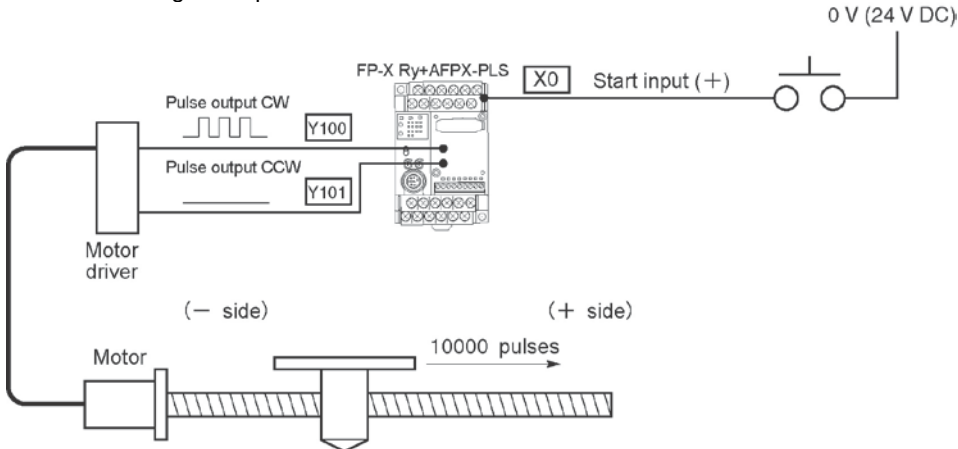 0 V (24 V DC)
FP-X Ry+AFPX-PLS
X0
Start input (+)
Pulse output CW
Y100
Pulse output CCW
Y101
Motor
driver
(− side)
(+ side)
10000 pulses
Motor